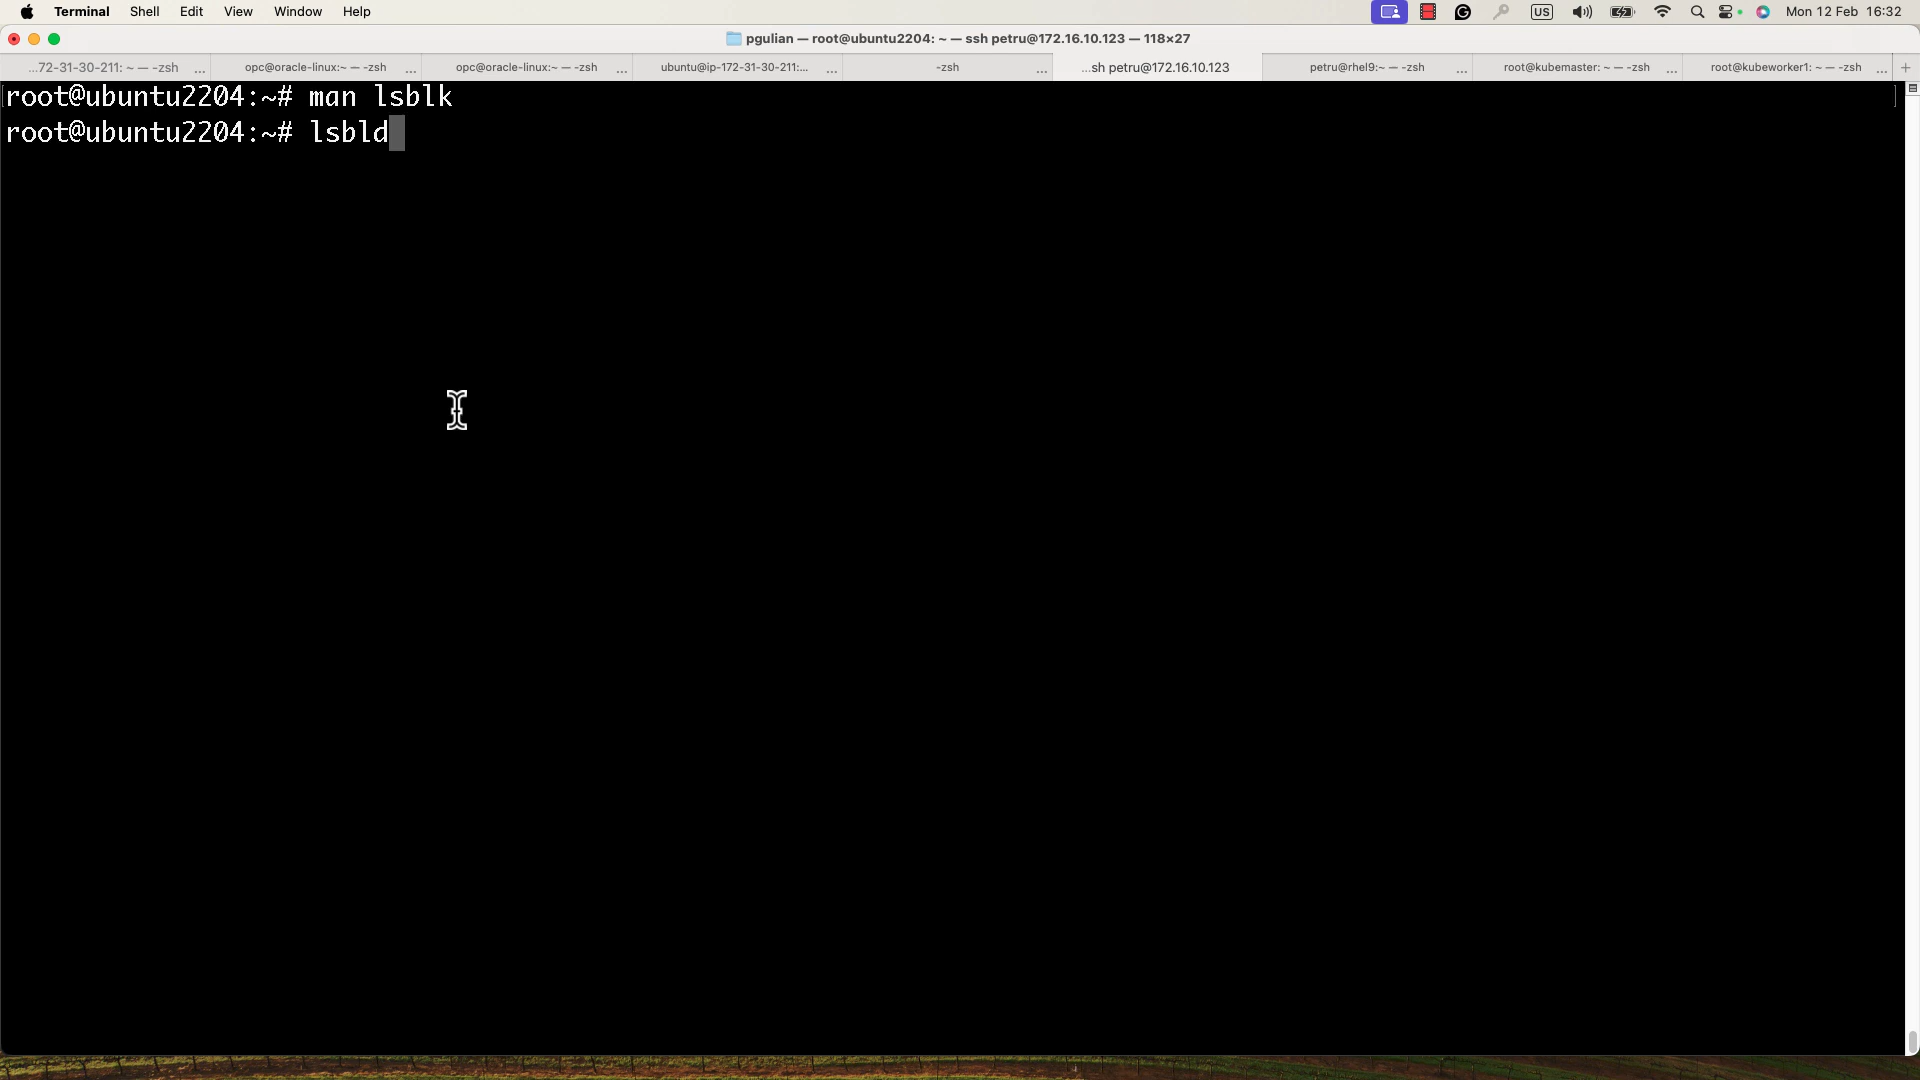 Terminal Shell Edit View Window Help US Mon 12 Feb 16:32
pgulian — root@ubuntu2204: ~ — ssh petru@172.16.10.123 — 118×27
...72-31-30-211: ~ — -zsh ... opc@oracle-linux:~ — -zsh ... opc@oracle-linux:~ — -zsh ... ubuntu@ip-172-31-30-211:... ... -zsh ... ...sh petru@172.16.10.123 petru@rhel9:~ — -zsh ... root@kubemaster: ~ — -zsh ... root@kubeworker1: ~ — -zsh ... +
root@ubuntu2204:~# man lsblk
root@ubuntu2204:~# lsbld